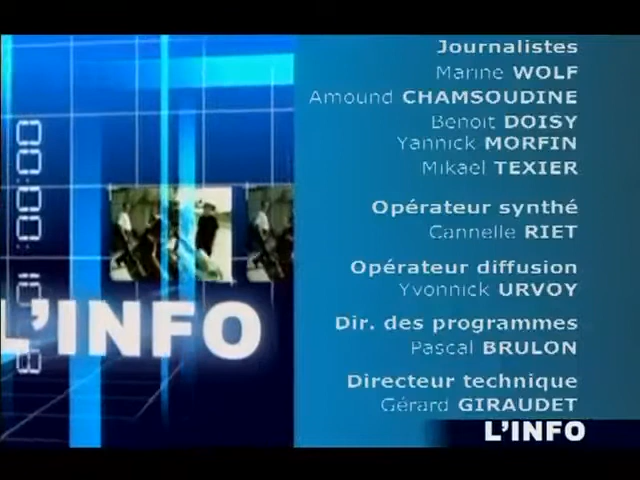 Journalistes
Marine WOLF
Amound CHAMSOUDINE
Benoit DOISY
Yannick MORFIN
Mikael TEXIER
Opérateur synthé
Cannelle RIET
Opérateur diffusion
Yvonnick URVOY
Dir. des programmes
Pascal BRULON
Directeur technique
Gérard GIRAUDET
L'INFO
L'INFO